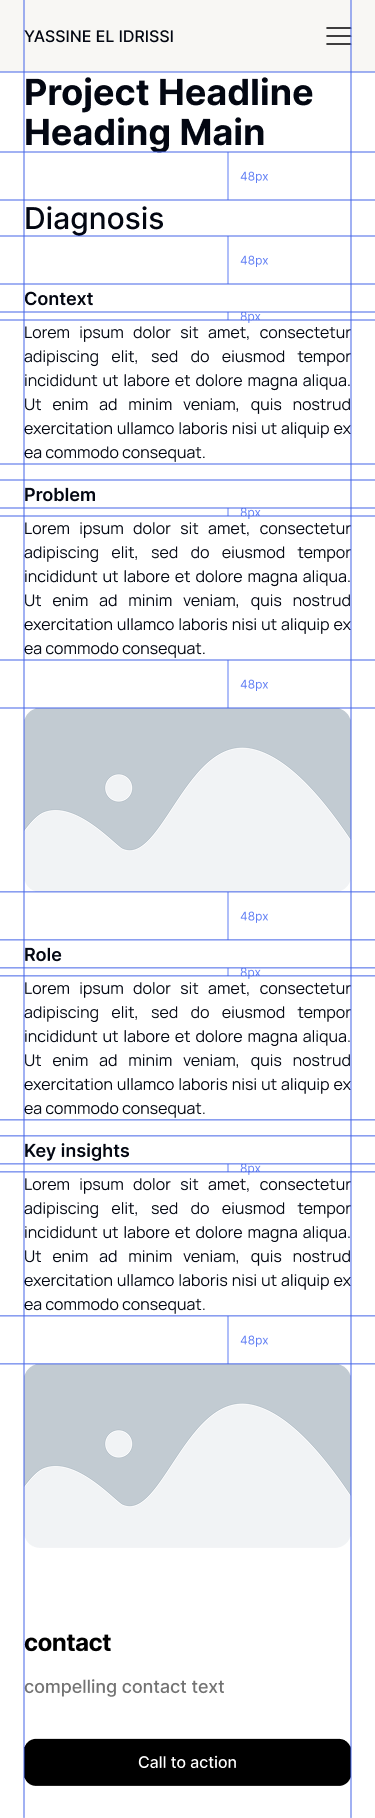 YASSINE EL IDRISSI
Project Headline
Heading Main
48px
Diagnosis
48px
Context
8px
Lorem ipsum dolor sit amet, consectetur
adipiscing elit, sed do eiusmod tempor
incididunt ut labore et dolore magna aliqua.
Ut enim ad minim veniam, quis nostrud
exercitation ullamco laboris nisi ut aliquip ex
ea commodo consequat.
Problem
8px
Lorem ipsum dolor sit amet, consectetur
adipiscing elit, sed do eiusmod tempor
incididunt ut labore et dolore magna aliqua.
Ut enim ad minim veniam, quis nostrud
exercitation ullamco laboris nisi ut aliquip ex
ea commodo consequat.
48px
48px
Role
8px
Lorem ipsum dolor sit amet, consectetur
adipiscing elit, sed do eiusmod tempor
incididunt ut labore et dolore magna aliqua.
Ut enim ad minim veniam, quis nostrud
exercitation ullamco laboris nisi ut aliquip ex
ea commodo consequat.
Key insights
8px
Lorem ipsum dolor sit amet, consectetur
adipiscing elit, sed do eiusmod tempor
incididunt ut labore et dolore magna aliqua.
Ut enim ad minim veniam, quis nostrud
exercitation ullamco laboris nisi ut aliquip ex
ea commodo consequat.
48px
contact
compelling contact text
Call to action